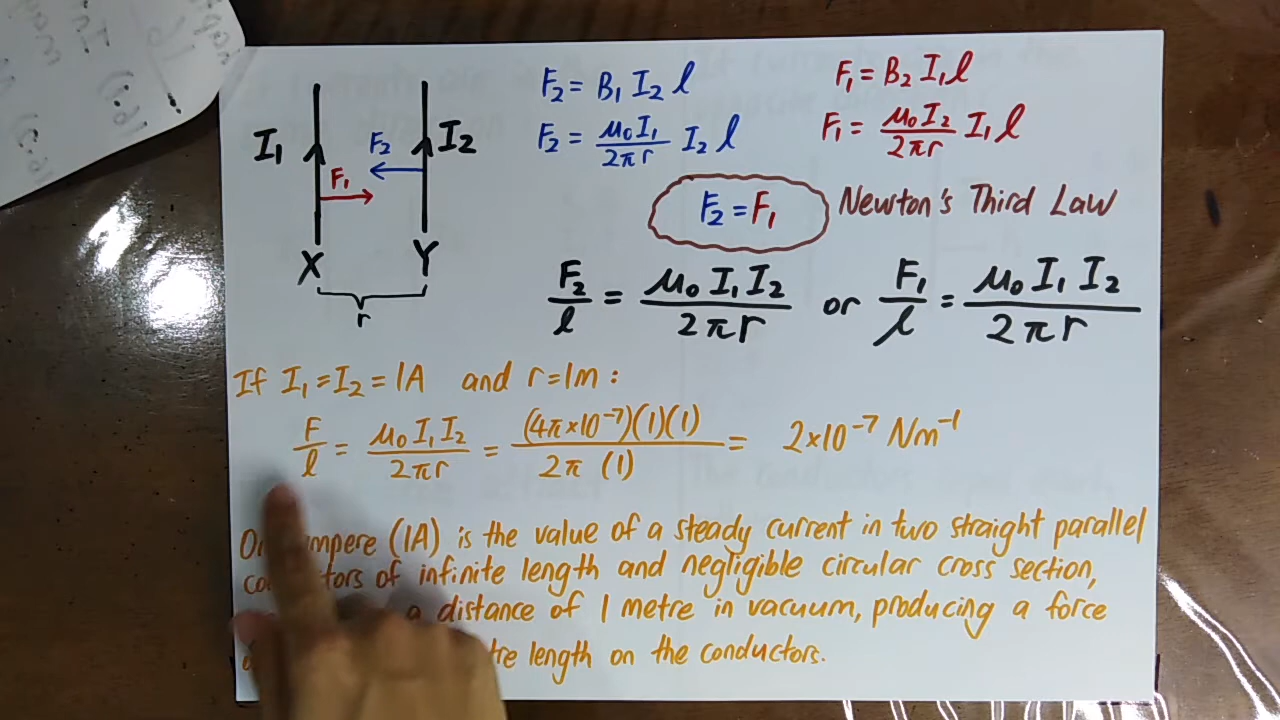 I₁ I₂
F₂
F₁
X Y
r
F₂ = B₁ I₂ l
F₂ = μ₀I₁/2πr I₂ l
F₁ = B₂ I₁ l
F₁ = μ₀I₂/2πr I₁ l
F₂ = F₁ Newton's Third Law
F₂/l = μ₀ I₁ I₂/2πr or F₁/l = μ₀ I₁ I₂/2πr
If I₁ = I₂ = 1A and r = 1m :
F/l = μ₀ I₁ I₂/2πr = (4π×10⁻⁷)(1)(1)/2π (1) = 2×10⁻⁷ Nm⁻¹
mpere (1A) is the value of a steady current in two straight parallel
tors of infinite length and negligible circular cross section,
a distance of 1 metre in vacuum, producing a force
length on the conductors.